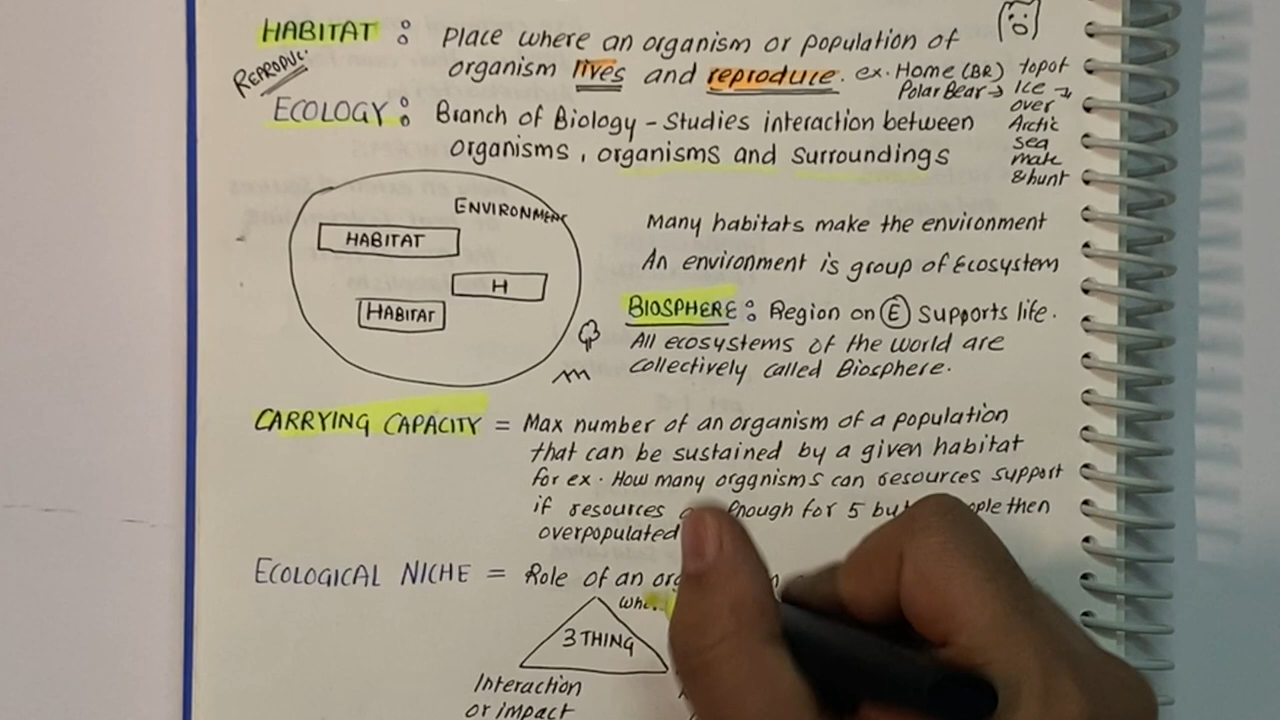 HABITAT : Place where an organism or population of
organism lives and reproduce. ex. Home (BR)
Polar Bear →
topof
Ice →
over
Arctic
sea
mate
& hunt
REPRODUC.
ECOLOGY : Branch of Biology - Studies interaction between
organisms, organisms and surroundings
ENVIRONMENT
HABITAT
H
HABITAT
Many habitats make the environment
An environment is group of Ecosystem
BIOSPHERE : Region on E supports life.
All ecosystems of the world are
collectively called Biosphere.
CARRYING CAPACITY = Max number of an organism of a population
that can be sustained by a given habitat
for ex. How many orggnisms can resources support
if resources enough for 5 but then
overpopulated
ECOLOGICAL NICHE = Role of an
3 THING
Interaction
or impact